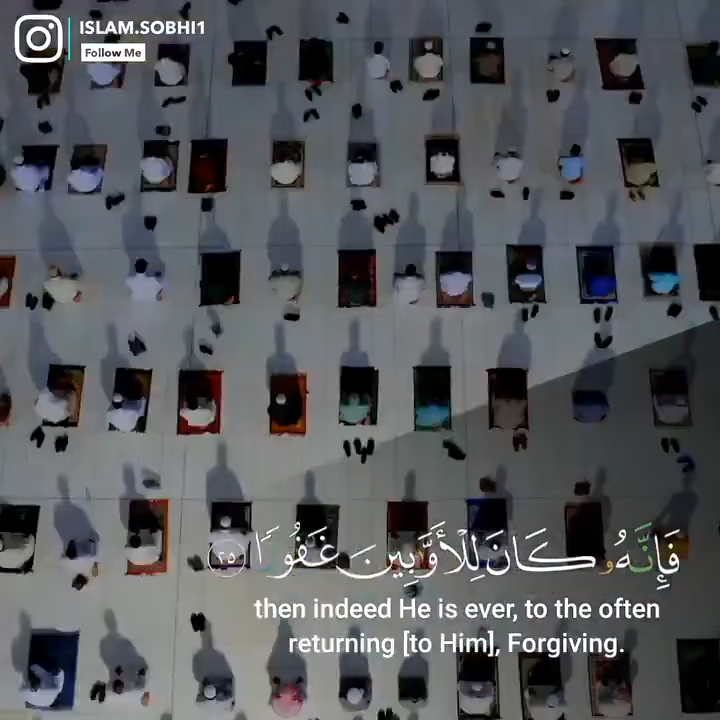 ISLAM.SOBHI1
Follow Me
فَإِنَّهُۥ كَانَ لِلْأَوَّٰبِينَ غَفُورًا ٢٥
then indeed He is ever, to the often
returning [to Him], Forgiving.